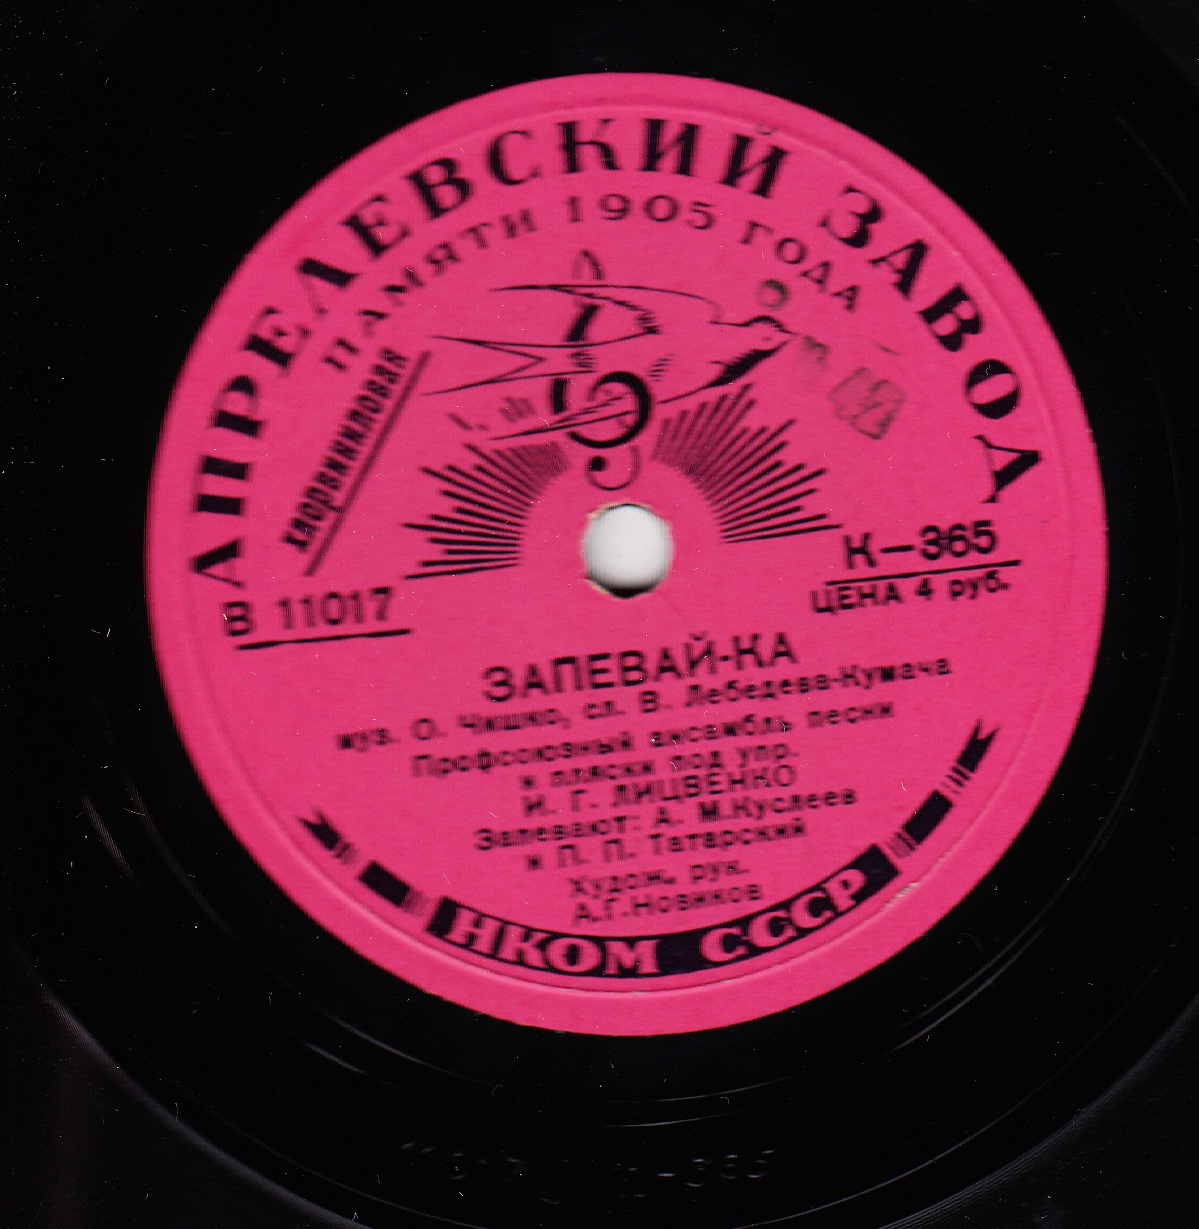 АПРЕЛЕВСКИЙ ЗАВОД
ПАМЯТИ 1905 ГОДА
хлорвиниловая
В 11017
К—365
ЦЕНА 4 руб.
ЗАПЕВАЙ-КА
муз. О. Чишко, сл. В. Лебедева-Кумача
Профсоюзный ансамбль песни
и пляски под упр.
И. Г. ЛИЦВЕНКО
Запевают: А. М.Куслеев
и П. П. Татарский
Худож. рук.
А.Г.Новиков
НКОМ СССР
К-365